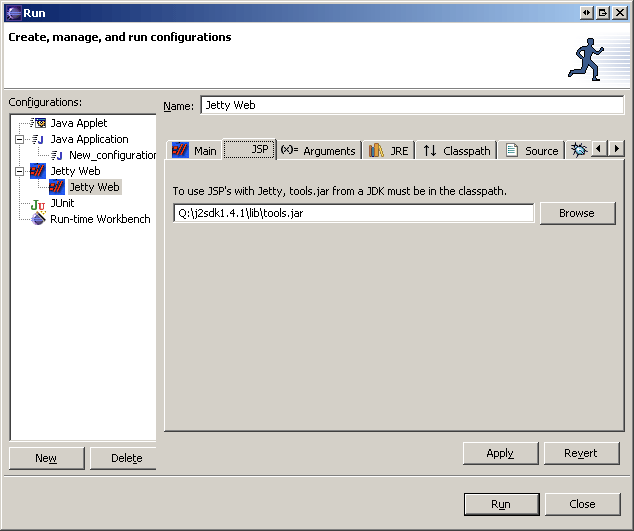 Run
Create, manage, and run configurations
Configurations:
Name: Jetty Web
Java Applet
Java Application
New_configuration
Jetty Web
Jetty Web
JUnit
Run-time Workbench
Main JSP (x)= Arguments JRE Classpath Source
To use JSP's with Jetty, tools.jar from a JDK must be in the classpath.
Q:\j2sdk1.4.1\lib\tools.jar Browse
New Delete
Apply Revert
Run Close